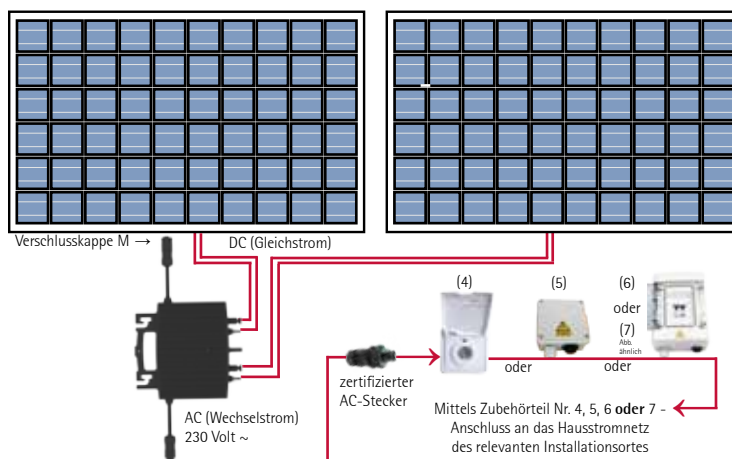 Verschlusskappe M →
DC (Gleichstrom)
(4)
(5)
(6)
oder
(7)
Abb.
ähnlich
oder
oder
zertifizierter
AC-Stecker
AC (Wechselstrom)
230 Volt ~
Mittels Zubehörteil Nr. 4, 5, 6 oder 7 -
Anschluss an das Hausstromnetz
des relevanten Installationsortes